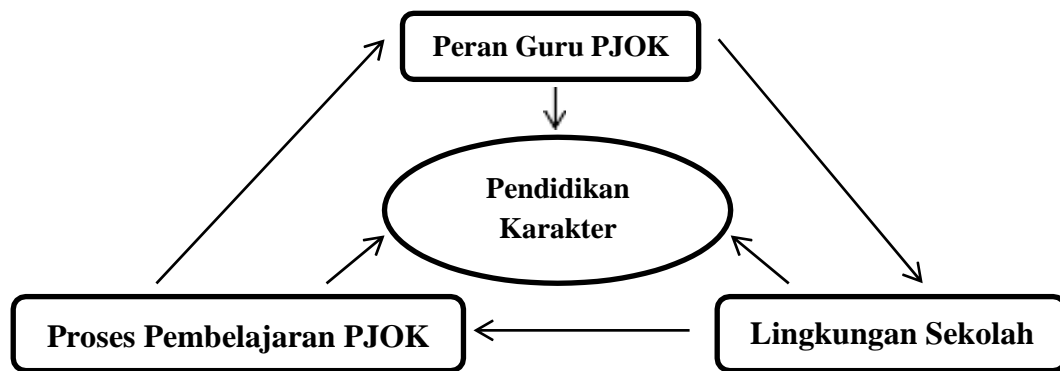 Peran Guru PJOK
Pendidikan
Karakter
Proses Pembelajaran PJOK
Lingkungan Sekolah